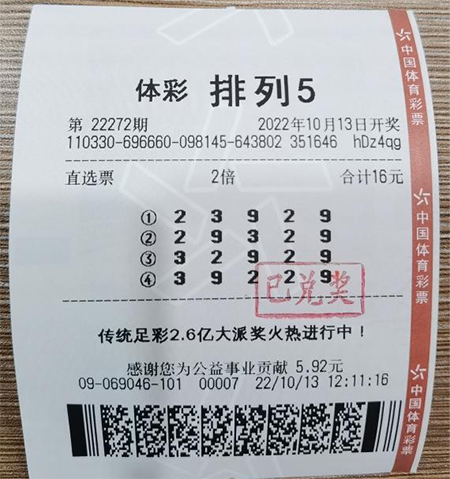 体彩 排列5
第 22272期 2022年10月13日开奖
110330-696660-098145-643802 351646 hDz4qg
直选票 2倍 合计16元
① 2 3 9 2 9
② 2 9 3 2 9
③ 3 2 9 2 9
④ 3 9 2 2 9
已兑奖
传统足彩2.6亿大派奖火热进行中！
感谢您为公益事业贡献 5.92元
09-069046-101 00007 22/10/13 12:11:16
中国体育彩票
中国体育彩票
中国体育彩票